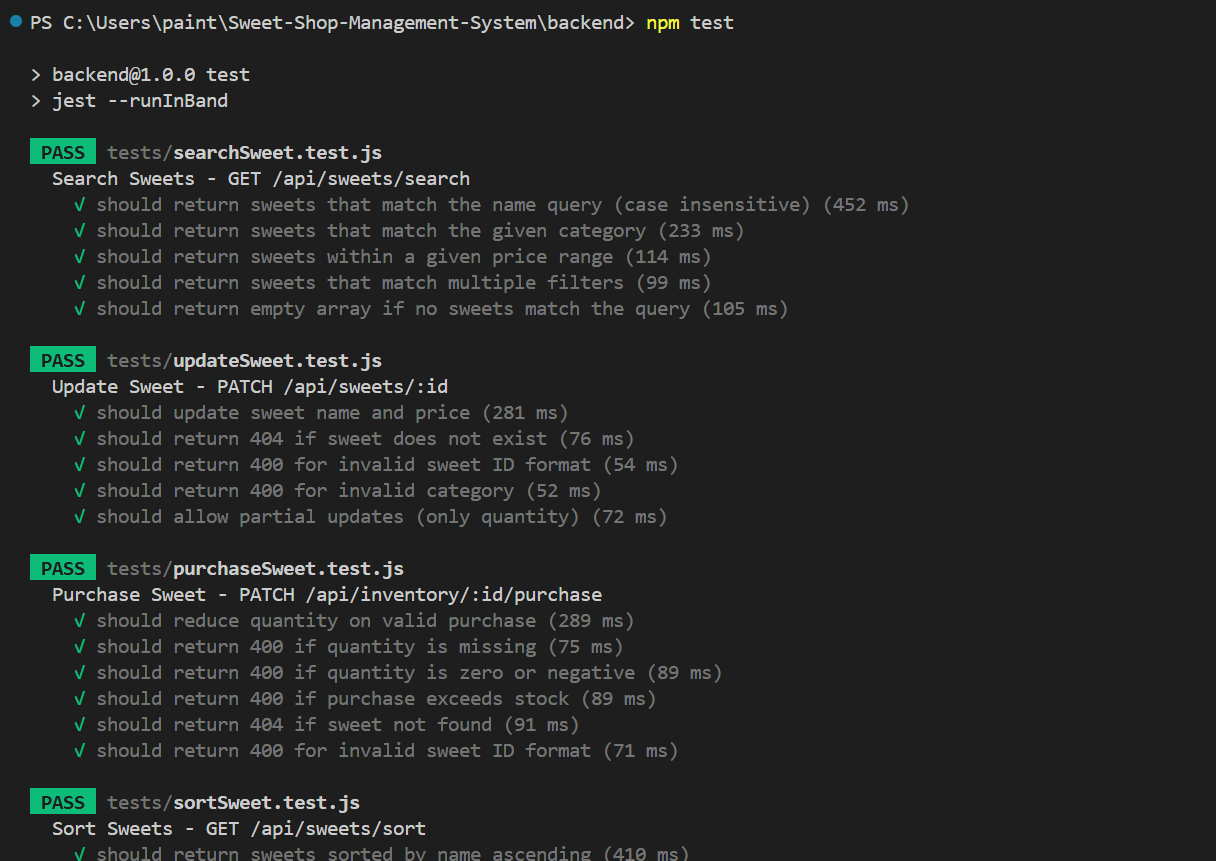 PS C:\Users\paint\Sweet-Shop-Management-System\backend> npm test
> backend@1.0.0 test
> jest --runInBand
PASS tests/searchSweet.test.js
Search Sweets - GET /api/sweets/search
√ should return sweets that match the name query (case insensitive) (452 ms)
√ should return sweets that match the given category (233 ms)
√ should return sweets within a given price range (114 ms)
√ should return sweets that match multiple filters (99 ms)
√ should return empty array if no sweets match the query (105 ms)
PASS tests/updateSweet.test.js
Update Sweet - PATCH /api/sweets/:id
√ should update sweet name and price (281 ms)
√ should return 404 if sweet does not exist (76 ms)
√ should return 400 for invalid sweet ID format (54 ms)
√ should return 400 for invalid category (52 ms)
√ should allow partial updates (only quantity) (72 ms)
PASS tests/purchaseSweet.test.js
Purchase Sweet - PATCH /api/inventory/:id/purchase
√ should reduce quantity on valid purchase (289 ms)
√ should return 400 if quantity is missing (75 ms)
√ should return 400 if quantity is zero or negative (89 ms)
√ should return 400 if purchase exceeds stock (89 ms)
√ should return 404 if sweet not found (91 ms)
√ should return 400 for invalid sweet ID format (71 ms)
PASS tests/sortSweet.test.js
Sort Sweets - GET /api/sweets/sort
√ should return sweets sorted by name ascending (410 ms)